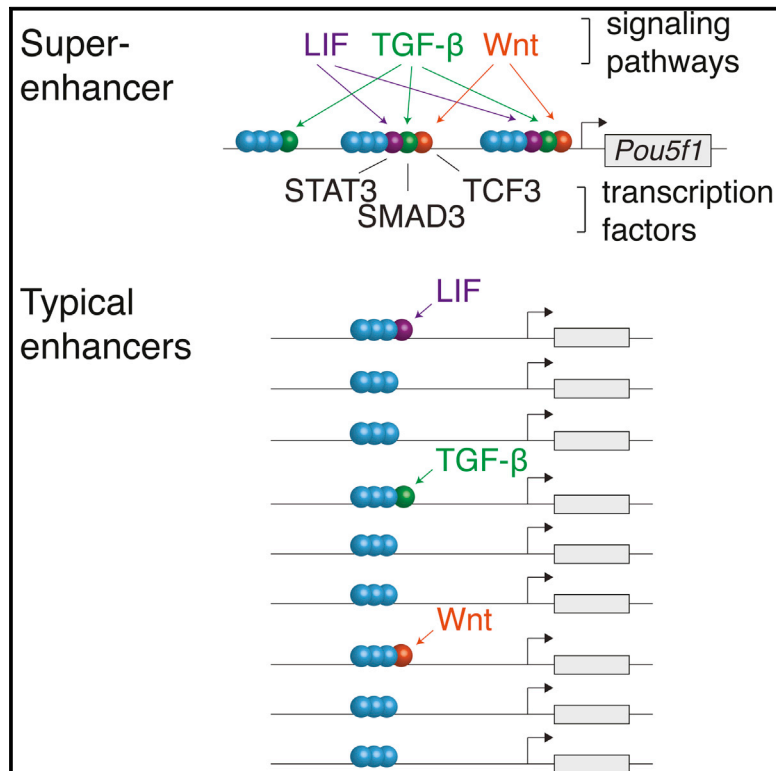 Super-
enhancer
LIF TGF-β Wnt
signaling
pathways
Pou5f1
STAT3
SMAD3
TCF3
transcription
factors
Typical
enhancers
LIF
TGF-β
Wnt